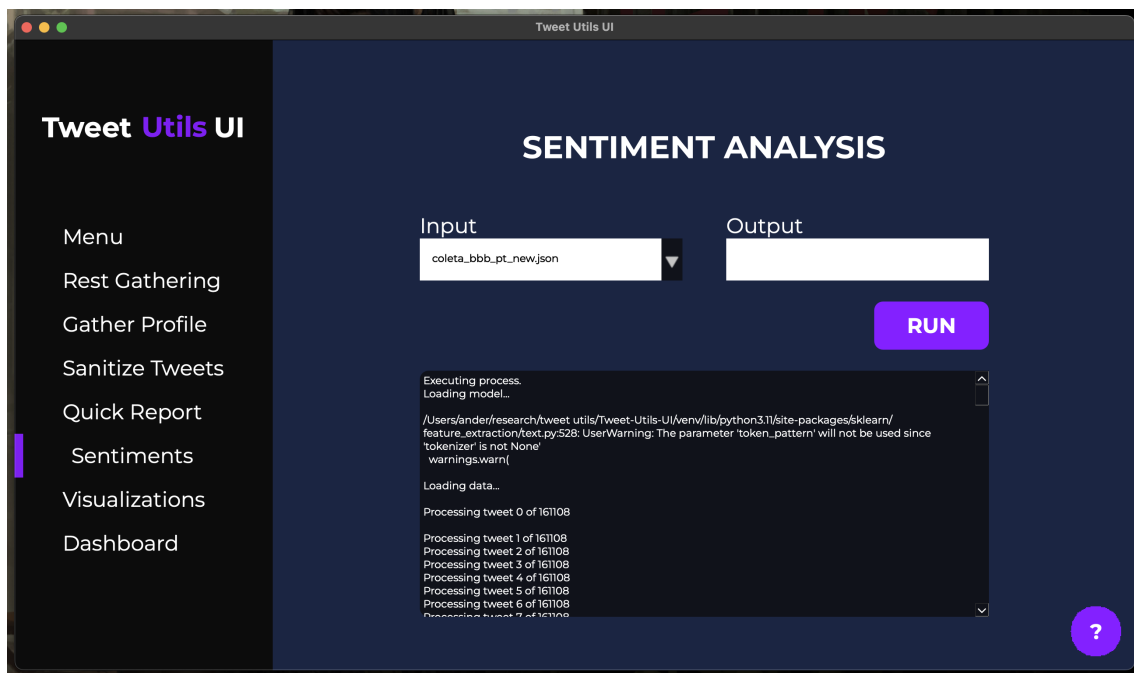 Tweet Utils UI
Tweet Utils UI
Menu
Rest Gathering
Gather Profile
Sanitize Tweets
Quick Report
Sentiments
Visualizations
Dashboard
SENTIMENT ANALYSIS
Input
Output
coleta_bbb_pt_new.json
RUN
Executing process.
Loading model...
/Users/ander/research/tweet utils/Tweet-Utils-UI/venv/lib/python3.11/site-packages/sklearn/
feature_extraction/text.py:528: UserWarning: The parameter 'token_pattern' will not be used since
'tokenizer' is not None'
warnings.warn(
Loading data...
Processing tweet 0 of 161108
Processing tweet 1 of 161108
Processing tweet 2 of 161108
Processing tweet 3 of 161108
Processing tweet 4 of 161108
Processing tweet 5 of 161108
Processing tweet 6 of 161108
Processing tweet 7 of 161108
?